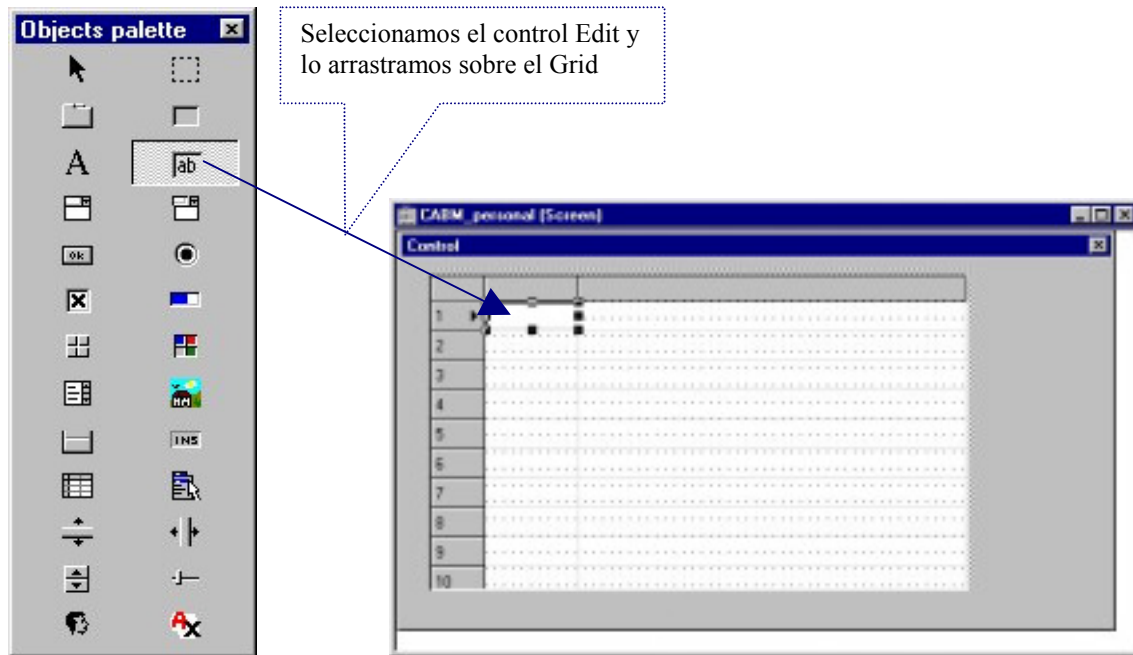 Objects palette
Seleccionamos el control Edit y
lo arrastramos sobre el Grid
A
ab
ok
INS
Ax
CABM_personal (Screen)
Control
1
2
3
4
5
6
7
8
9
10